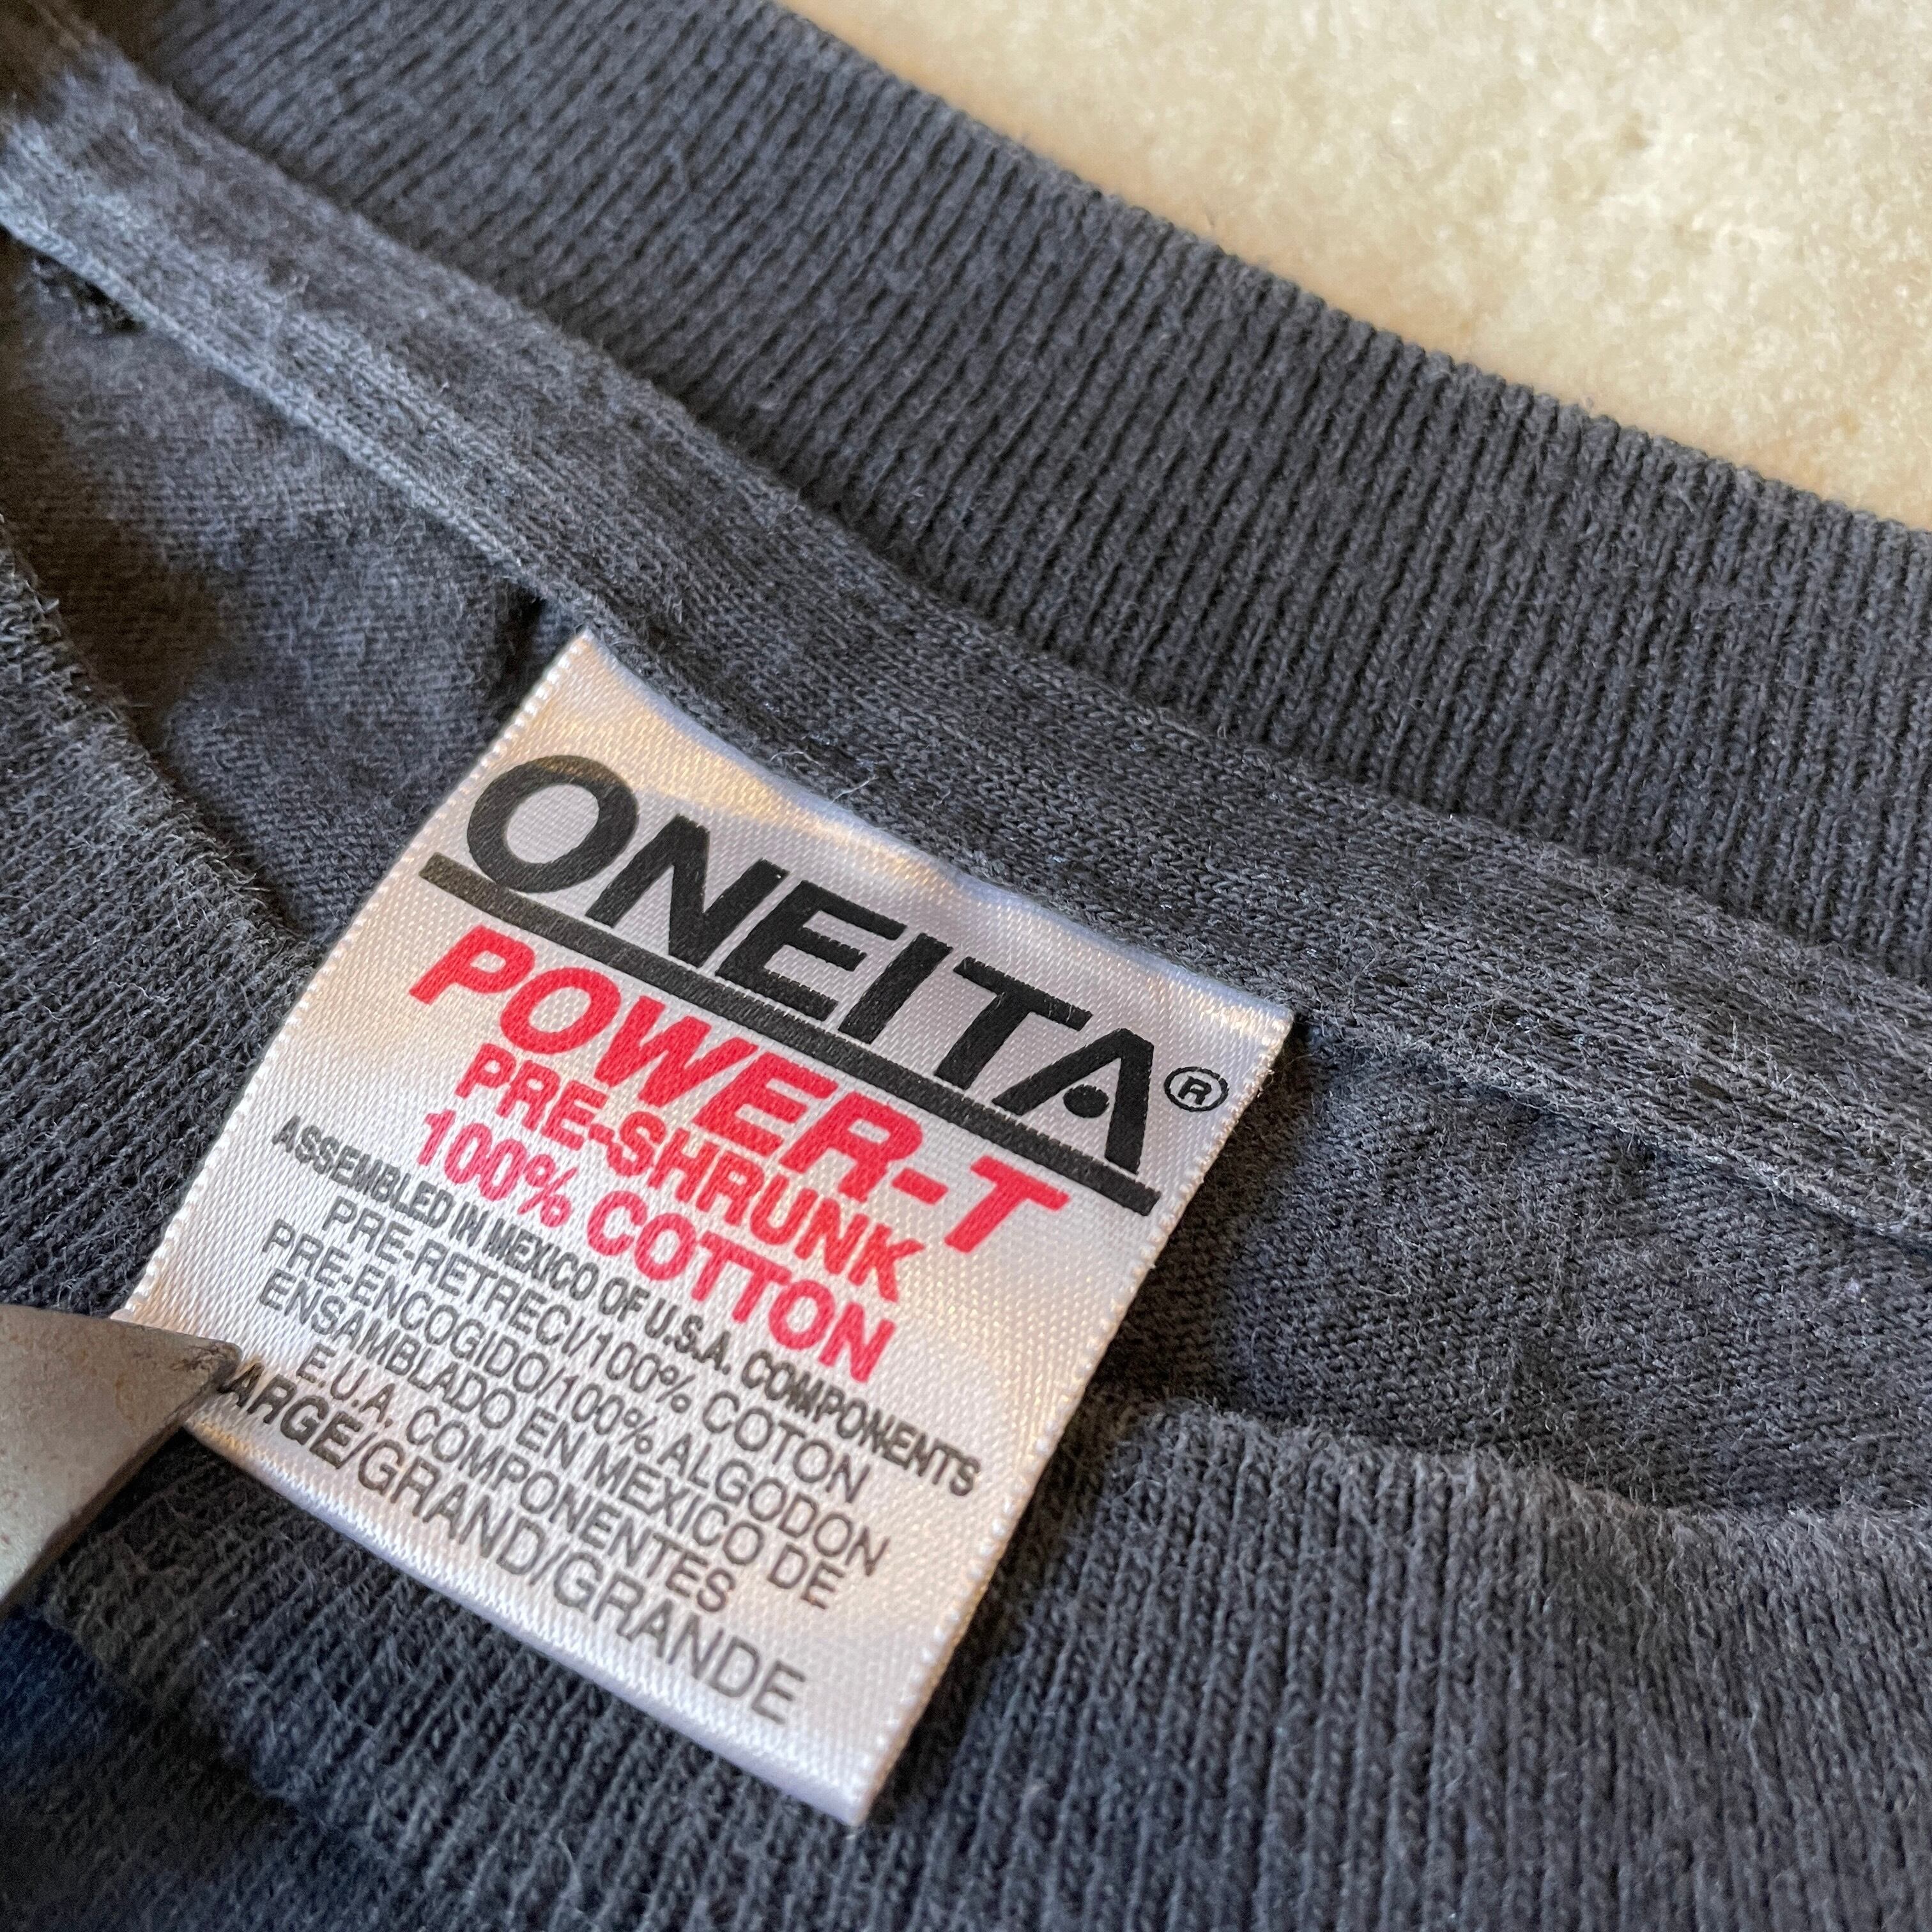 ONEITA®
POWER-T
PRE-SHRUNK
100% COTTON
ASSEMBLED IN MEXICO OF U.S.A. COMPONENTS
PRE-RETRECI/100% COTON
PRE-ENCOGIDO/100% ALGODON
ENSAMBLADO EN MEXICO DE
E.U.A. COMPONENTES
LARGE/GRAND/GRANDE